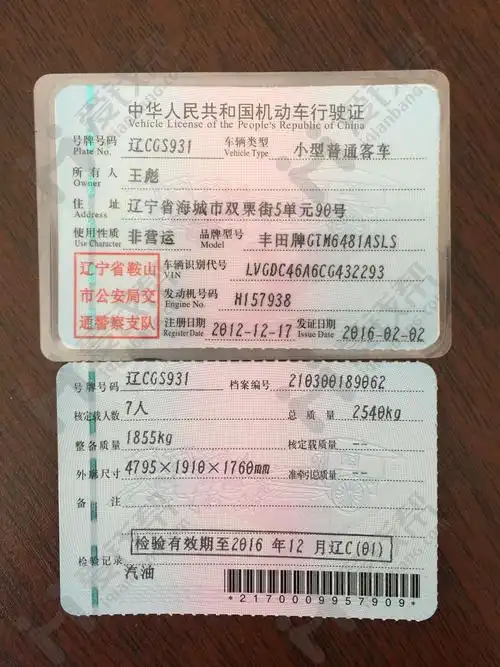 中华人民共和国机动车行驶证
Vehicle License of the People's Republic of China
号牌号码 辽CGS931 车辆类型 小型普通客车
Plate No. Vehicle Type
所有人 王彪
Owner
住址 辽宁省海城市双栗街5单元90号
Address
使用性质 非营运 品牌型号 丰田牌GTM6481ASLS
Use Character Model
辽宁省鞍山
市公安局交
通警察支队
车辆识别代号 LVGDC46A6CG432293
VIN
发动机号码 H157938
Engine No.
注册日期 2012-12-17 发证日期 2016-02-02
Register Date Issue Date
号牌号码 辽CGS931 档案编号 210300189062
核定载人数 7人 总质量 2540kg
整备质量 1855kg 核定载质量 --
外廓尺寸 4795×1910×1760mm 准牵引总质量 --
备注
检验有效期至2016 年 12 月辽C(01)
检验记录
汽油
*2170009957909*